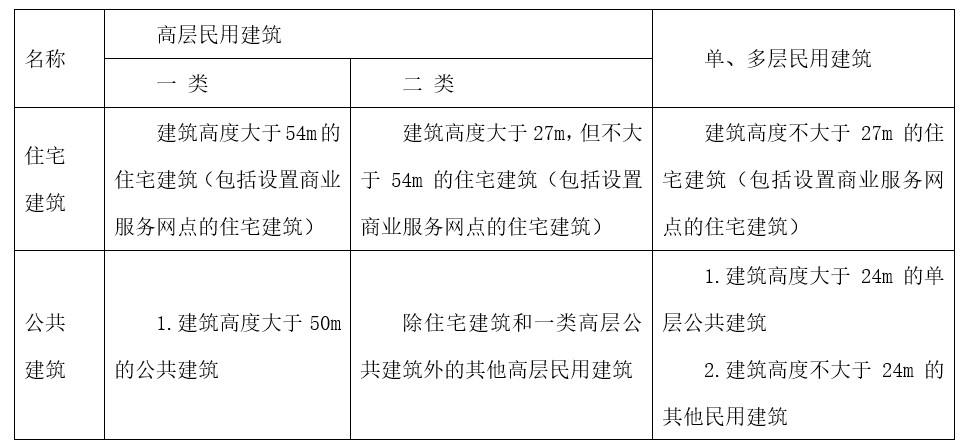 名称
高层民用建筑
单、多层民用建筑
一 类
二 类
住宅
建筑
建筑高度大于54m的
住宅建筑（包括设置商业
服务网点的住宅建筑）
建筑高度大于27m，但不大
于 54m 的住宅建筑（包括设置
商业服务网点的住宅建筑）
建筑高度不大于 27m 的住
宅建筑（包括设置商业服务网
点的住宅建筑）
公共
建筑
1.建筑高度大于 50m
的公共建筑
除住宅建筑和一类高层公
共建筑外的其他高层民用建筑
1.建筑高度大于 24m 的单
层公共建筑
2.建筑高度不大于 24m 的
其他民用建筑